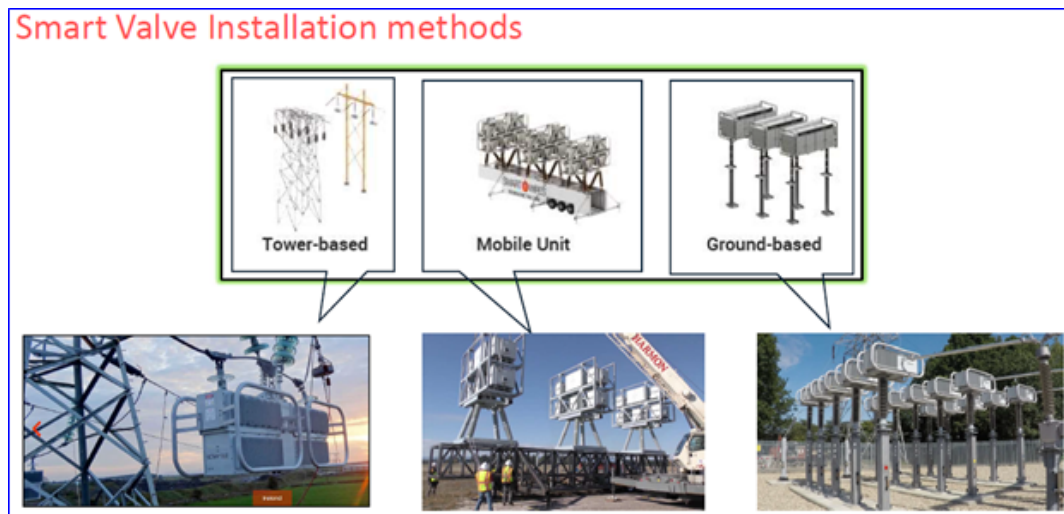 Smart Valve Installation methods
Tower-based
Mobile Unit
Ground-based
HARMON